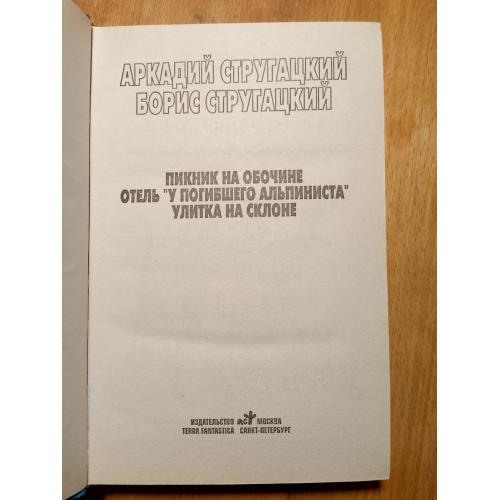 АРКАДИЙ СТРУГАЦКИЙ
БОРИС СТРУГАЦКИЙ
ПИКНИК НА ОБОЧИНЕ
ОТЕЛЬ "У ПОГИБШЕГО АЛЬПИНИСТА"
УЛИТКА НА СКЛОНЕ
ИЗДАТЕЛЬСТВО АСТ МОСКВА
TERRA FANTASTICA САНКТ-ПЕТЕРБУРГ